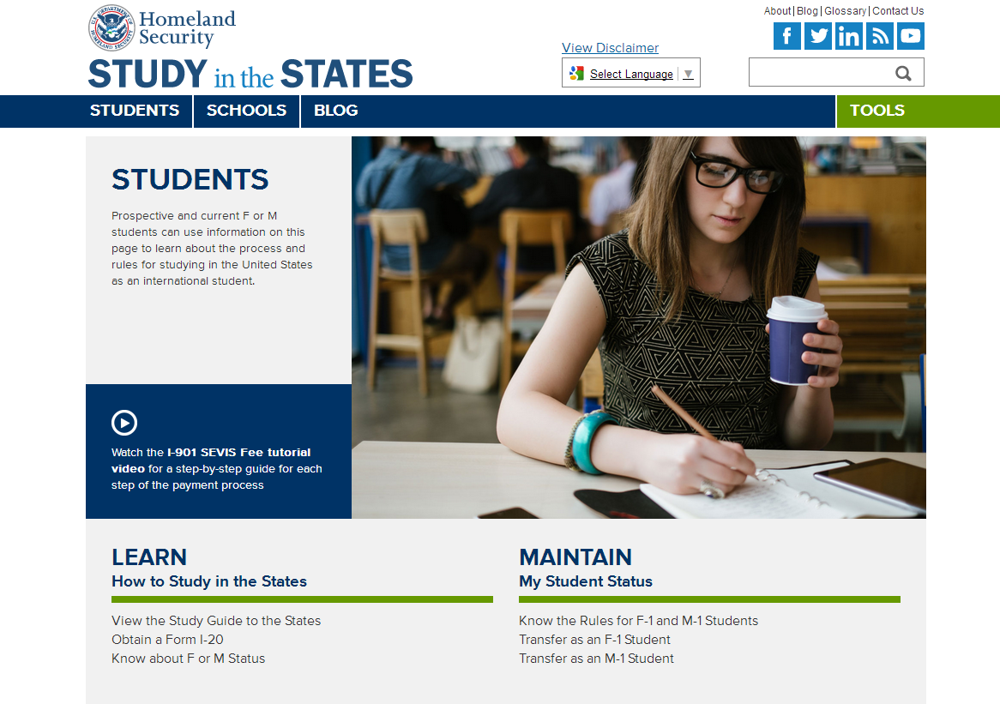 Homeland
Security
STUDY in the STATES
About | Blog | Glossary | Contact Us
View Disclaimer
Select Language ▼
STUDENTS
SCHOOLS
BLOG
TOOLS
STUDENTS
Prospective and current F or M
students can use information on this
page to learn about the process and
rules for studying in the United States
as an international student.
Watch the I-901 SEVIS Fee tutorial
video for a step-by-step guide for each
step of the payment process
LEARN
How to Study in the States
View the Study Guide to the States
Obtain a Form I-20
Know about F or M Status
MAINTAIN
My Student Status
Know the Rules for F-1 and M-1 Students
Transfer as an F-1 Student
Transfer as an M-1 Student